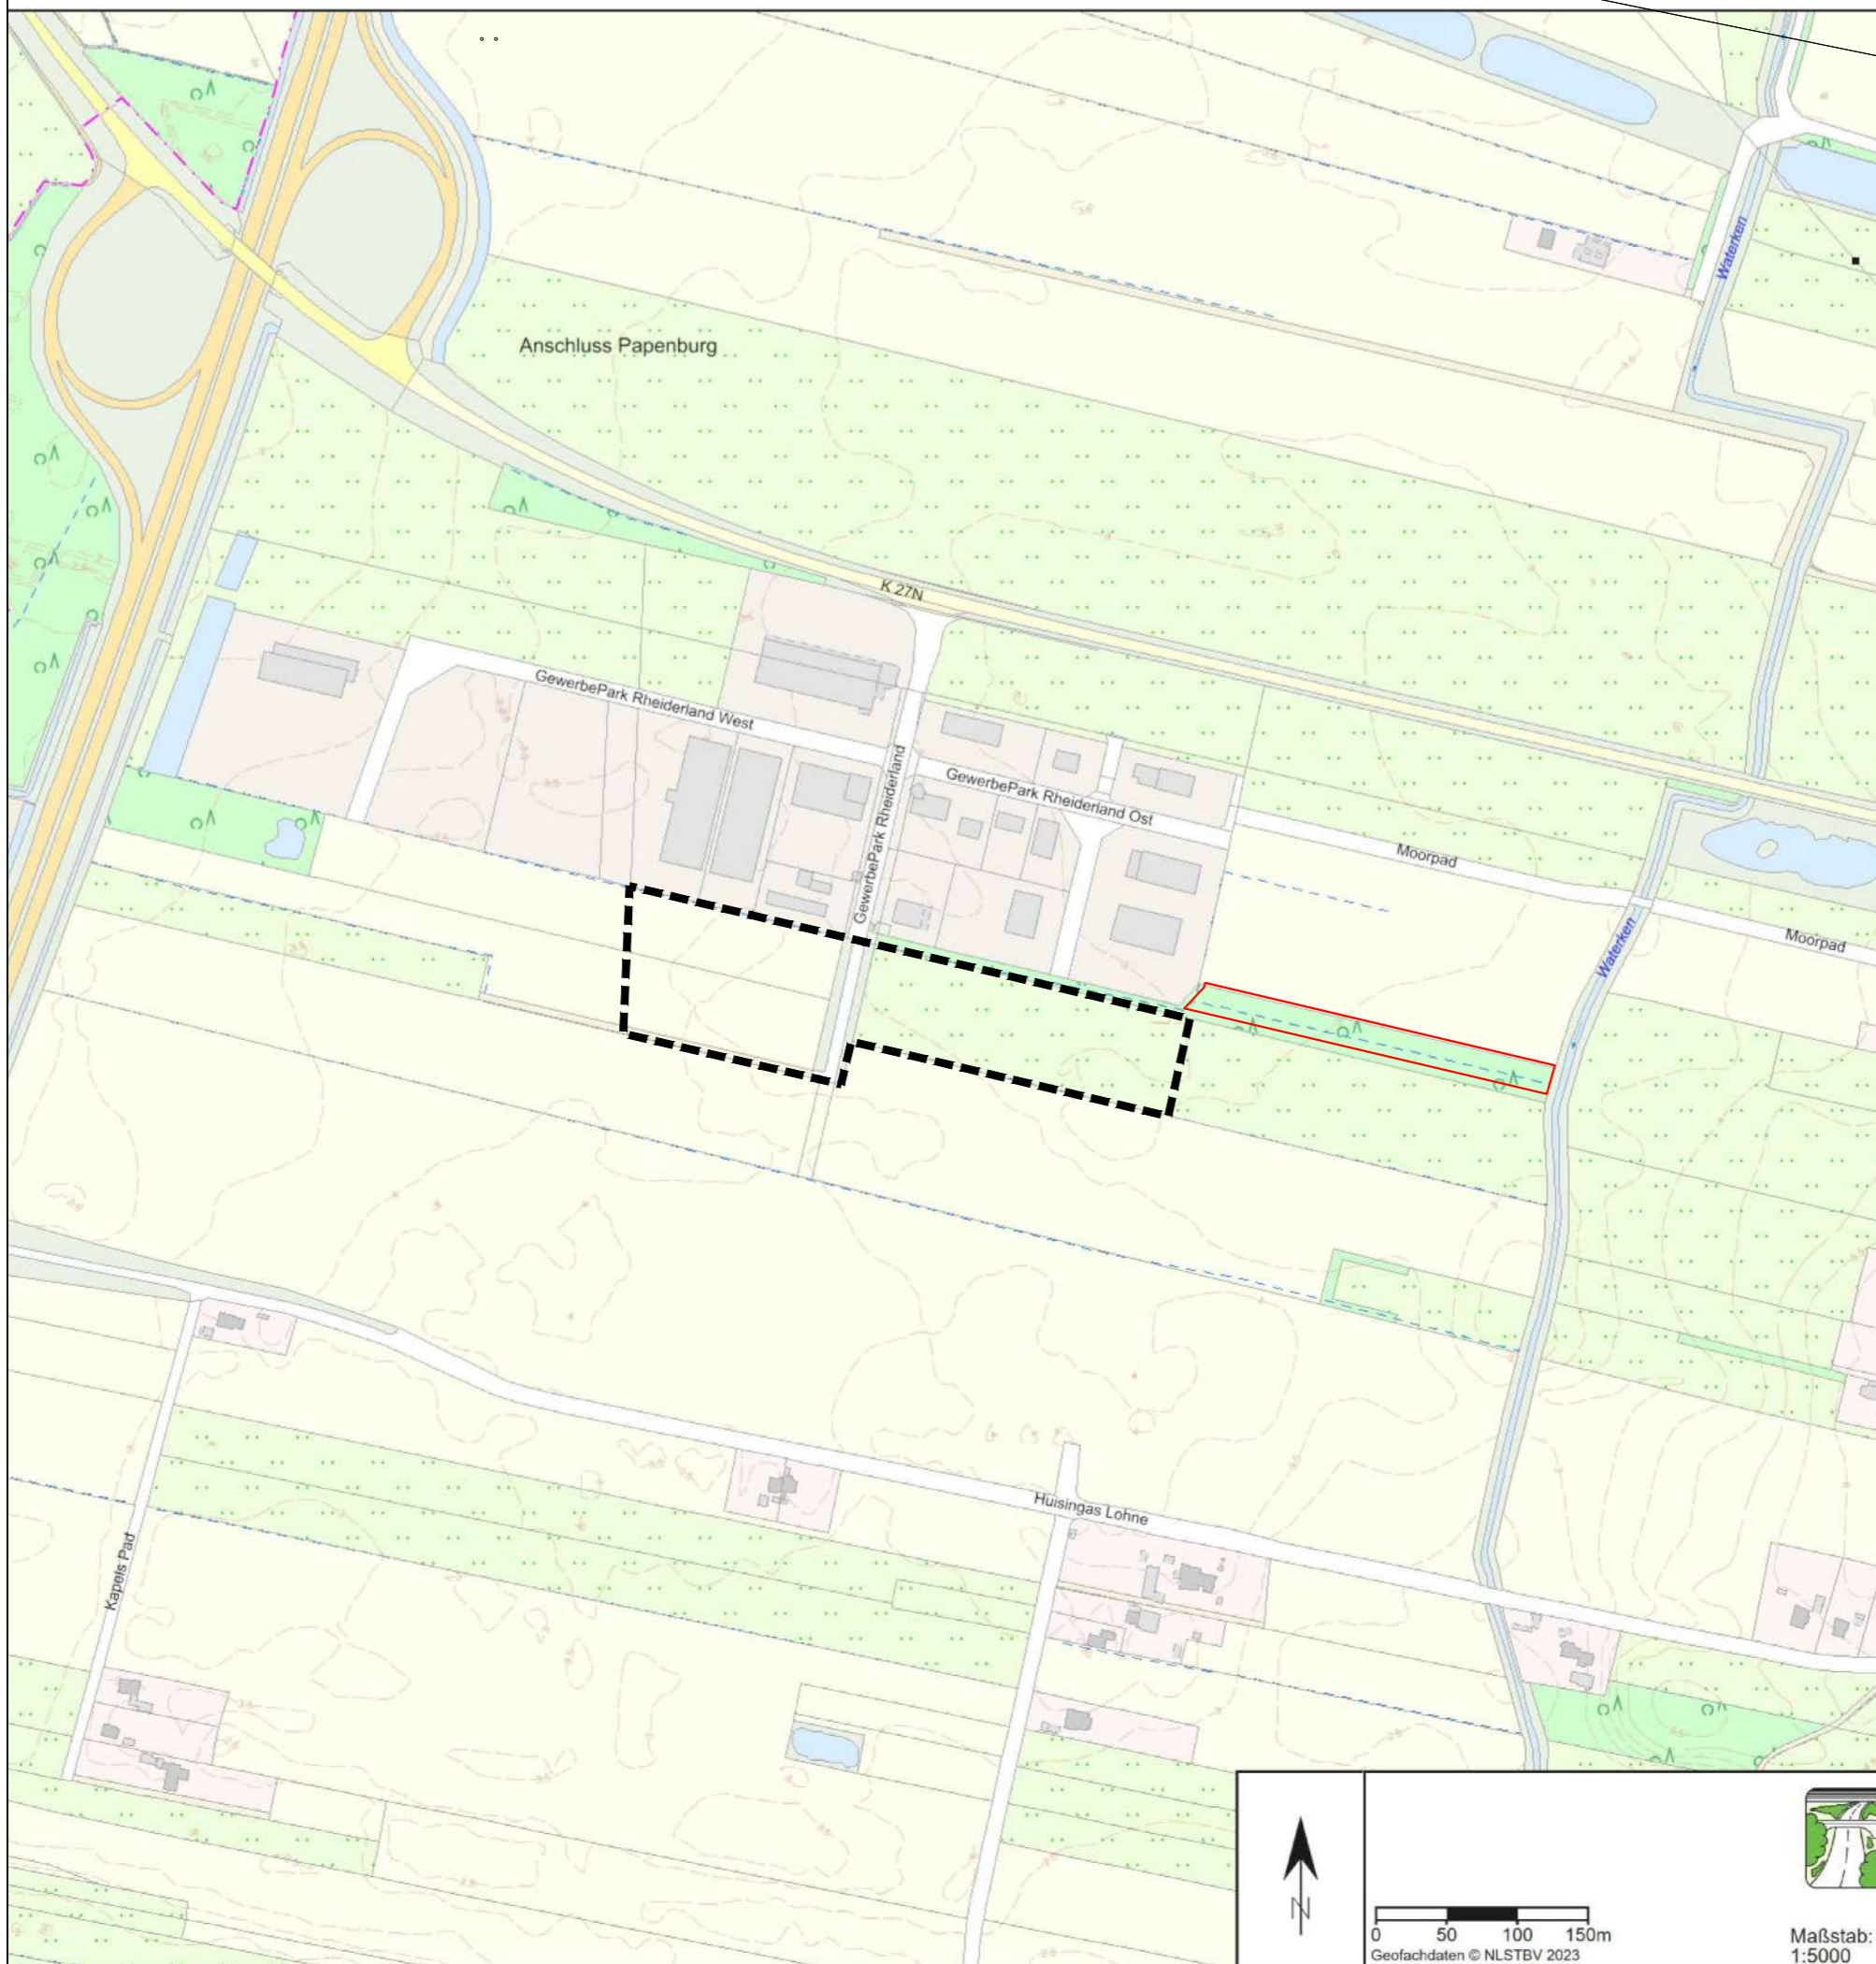 Waterken
Anschluss Papenburg
K 27N
GewerbePark Rheiderland West
GewerbePark Rheiderland
GewerbePark Rheiderland Ost
Moorpad
Waterken
Moorpad
Huisingas Lohne
Kapels Pad
N
0 50 100 150m
Geofachdaten © NLSTBV 2023
Maßstab:
1:5000